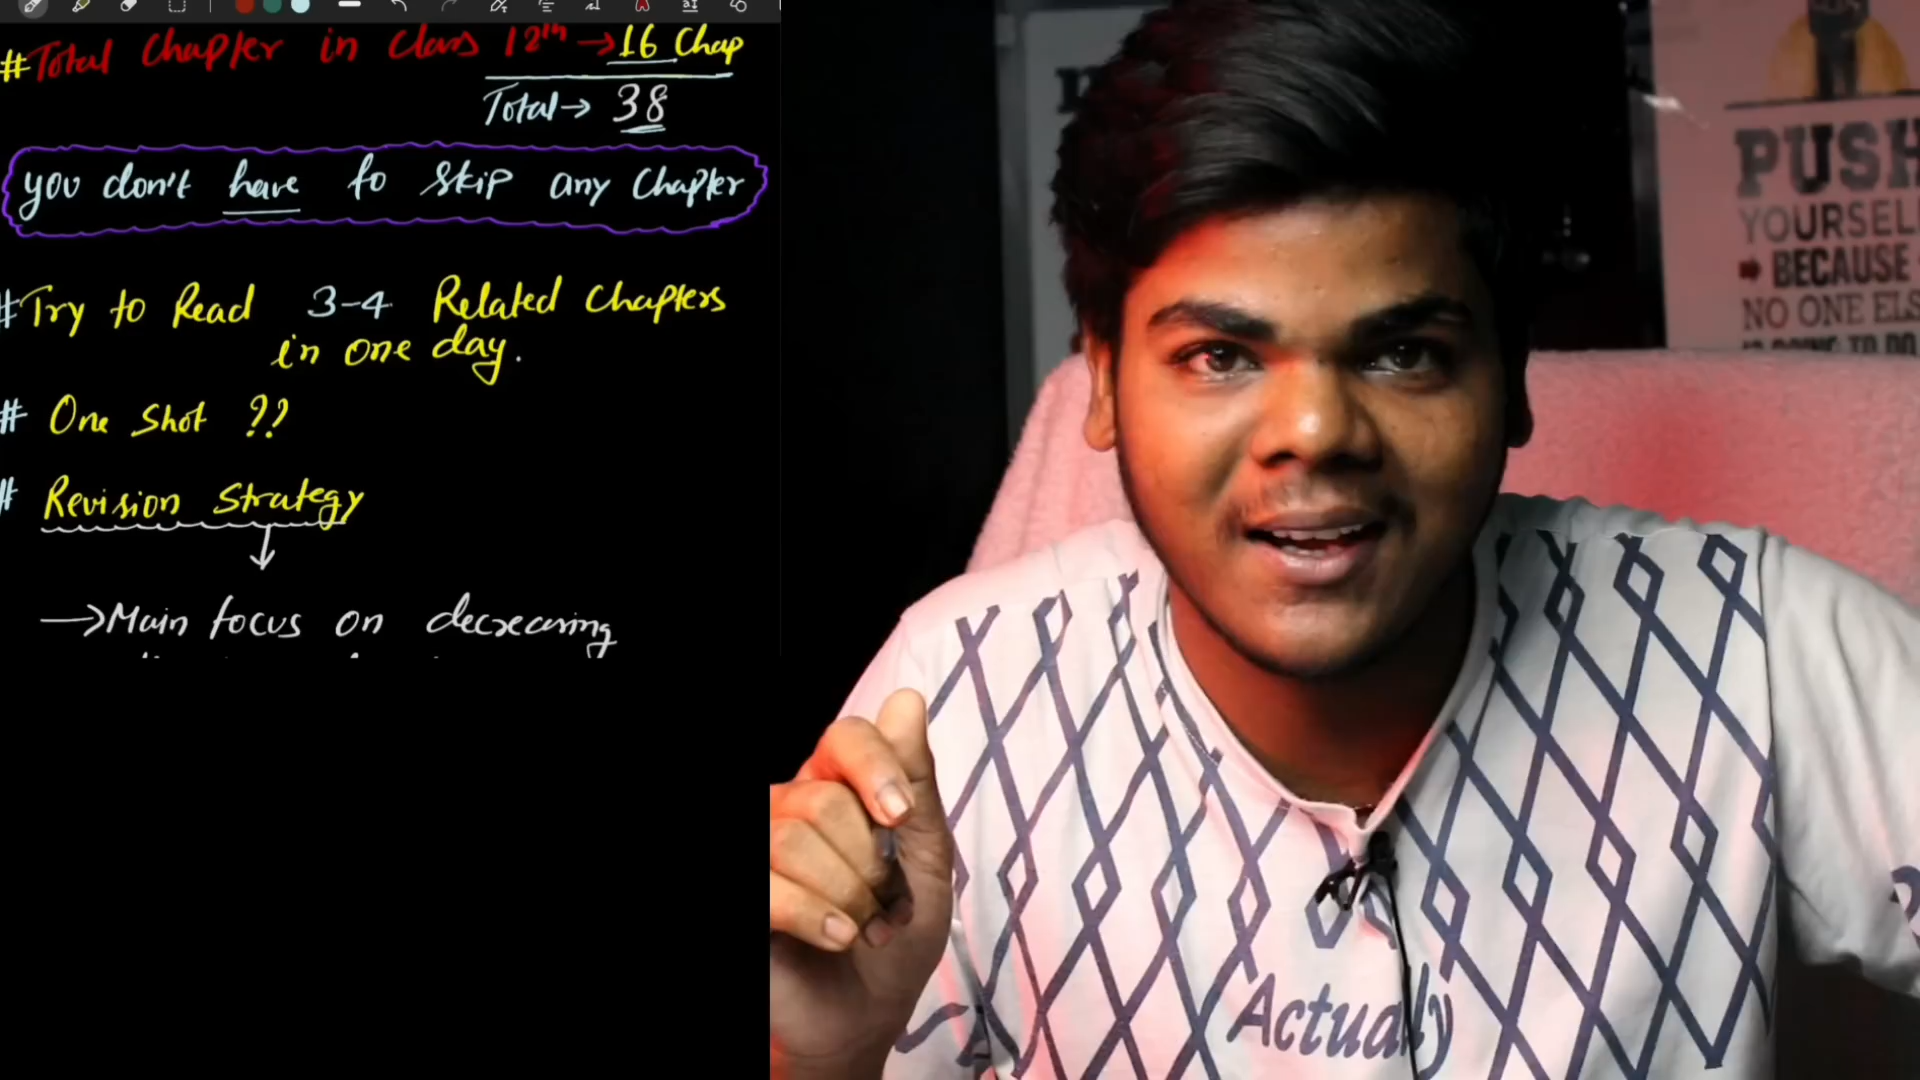 #Total Chapter in Class 12th → 16 Chap
Total → 38
you don't have to skip any Chapter
#Try to Read 3-4 Related Chapters
in one day.
# One Shot ??
# Revision Strategy
→ Main focus on decreasing
PUSH
YOURSELF
BECAUSE
NO ONE ELS
Actually